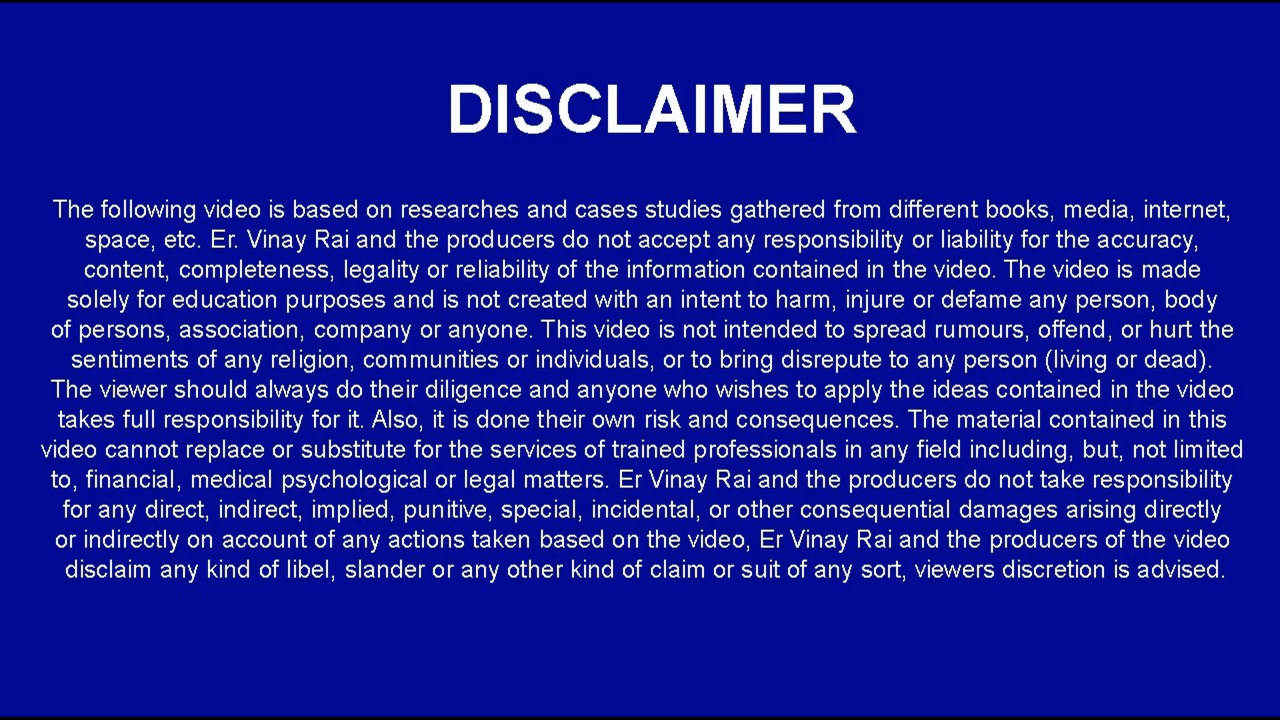 DISCLAIMER
The following video is based on researches and cases studies gathered from different books, media, internet,
space, etc. Er. Vinay Rai and the producers do not accept any responsibility or liability for the accuracy,
content, completeness, legality or reliability of the information contained in the video. The video is made
solely for education purposes and is not created with an intent to harm, injure or defame any person, body
of persons, association, company or anyone. This video is not intended to spread rumours, offend, or hurt the
sentiments of any religion, communities or individuals, or to bring disrepute to any person (living or dead).
The viewer should always do their diligence and anyone who wishes to apply the ideas contained in the video
takes full responsibility for it. Also, it is done their own risk and consequences. The material contained in this
video cannot replace or substitute for the services of trained professionals in any field including, but, not limited
to, financial, medical psychological or legal matters. Er Vinay Rai and the producers do not take responsibility
for any direct, indirect, implied, punitive, special, incidental, or other consequential damages arising directly
or indirectly on account of any actions taken based on the video, Er Vinay Rai and the producers of the video
disclaim any kind of libel, slander or any other kind of claim or suit of any sort, viewers discretion is advised.